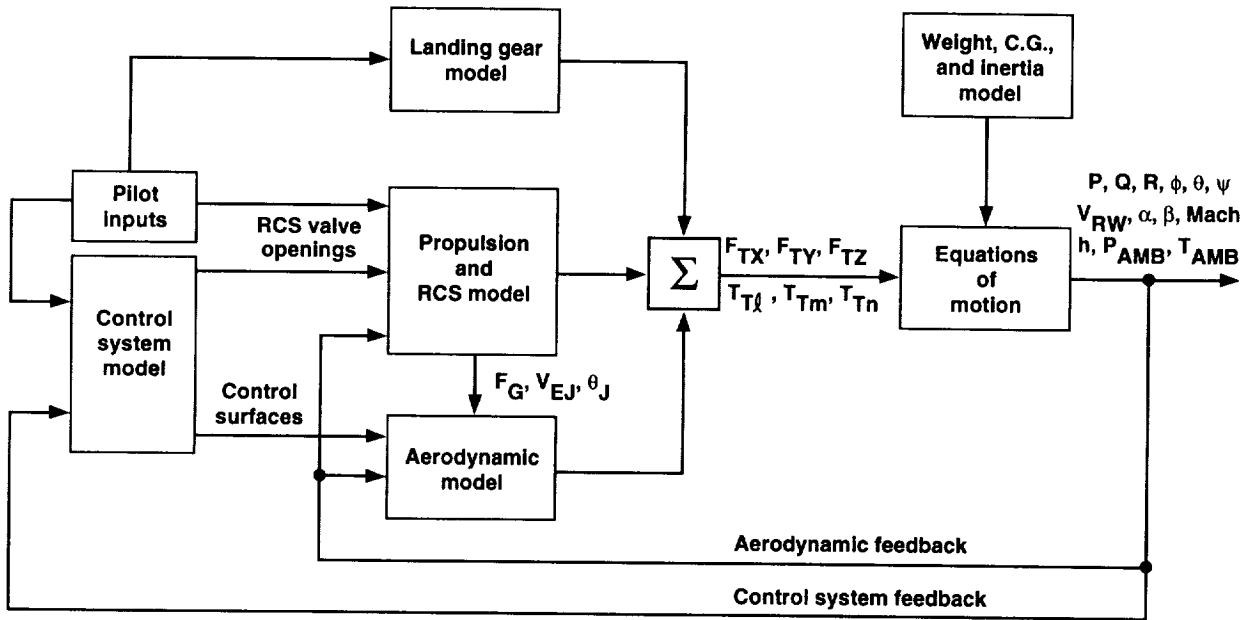 Landing gear
model
Weight, C.G.,
and inertia
model
Pilot
inputs
RCS valve
openings
Propulsion
and
RCS model
Σ
F_TX, F_TY, F_TZ
T_Tℓ, T_Tm, T_Tn
Equations
of
motion
P, Q, R, ϕ, θ, ψ
V_RW, α, β, Mach
h, P_AMB, T_AMB
Control
system
model
Control
surfaces
F_G, V_EJ, θ_J
Aerodynamic
model
Aerodynamic feedback
Control system feedback